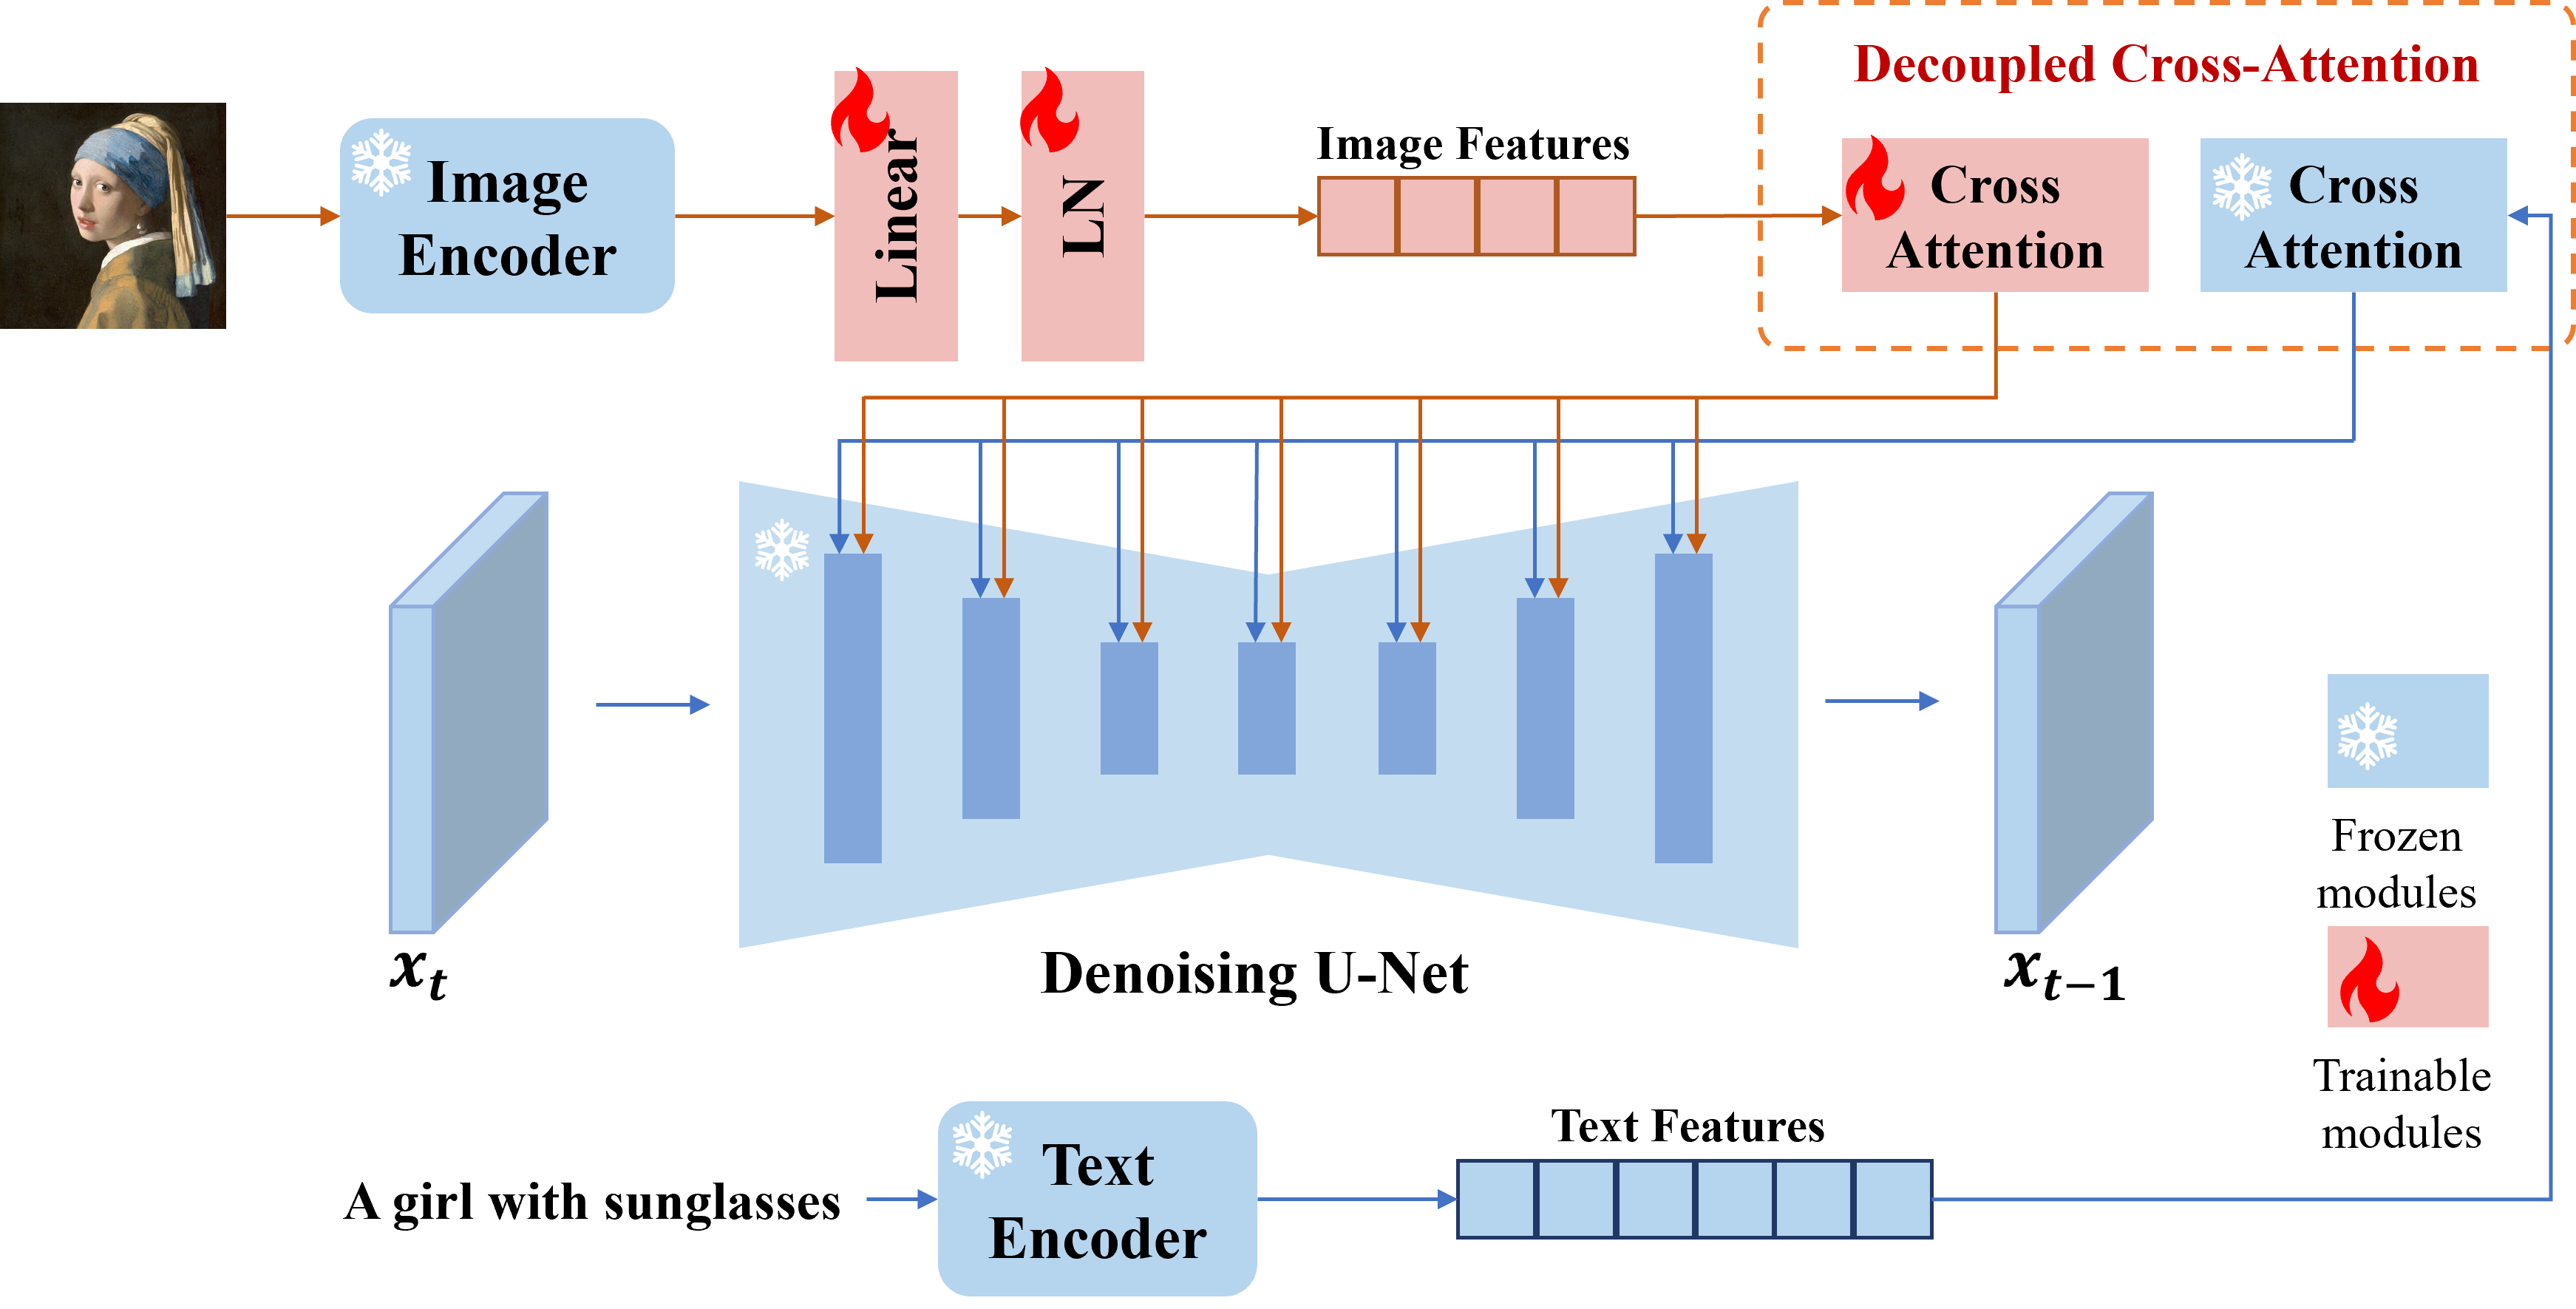 Decoupled Cross-Attention
Image
Encoder
Linear
LN
Image Features
Cross
Attention
Cross
Attention
x_t
Denoising U-Net
x_{t-1}
Frozen
modules
Trainable
modules
A girl with sunglasses
Text
Encoder
Text Features